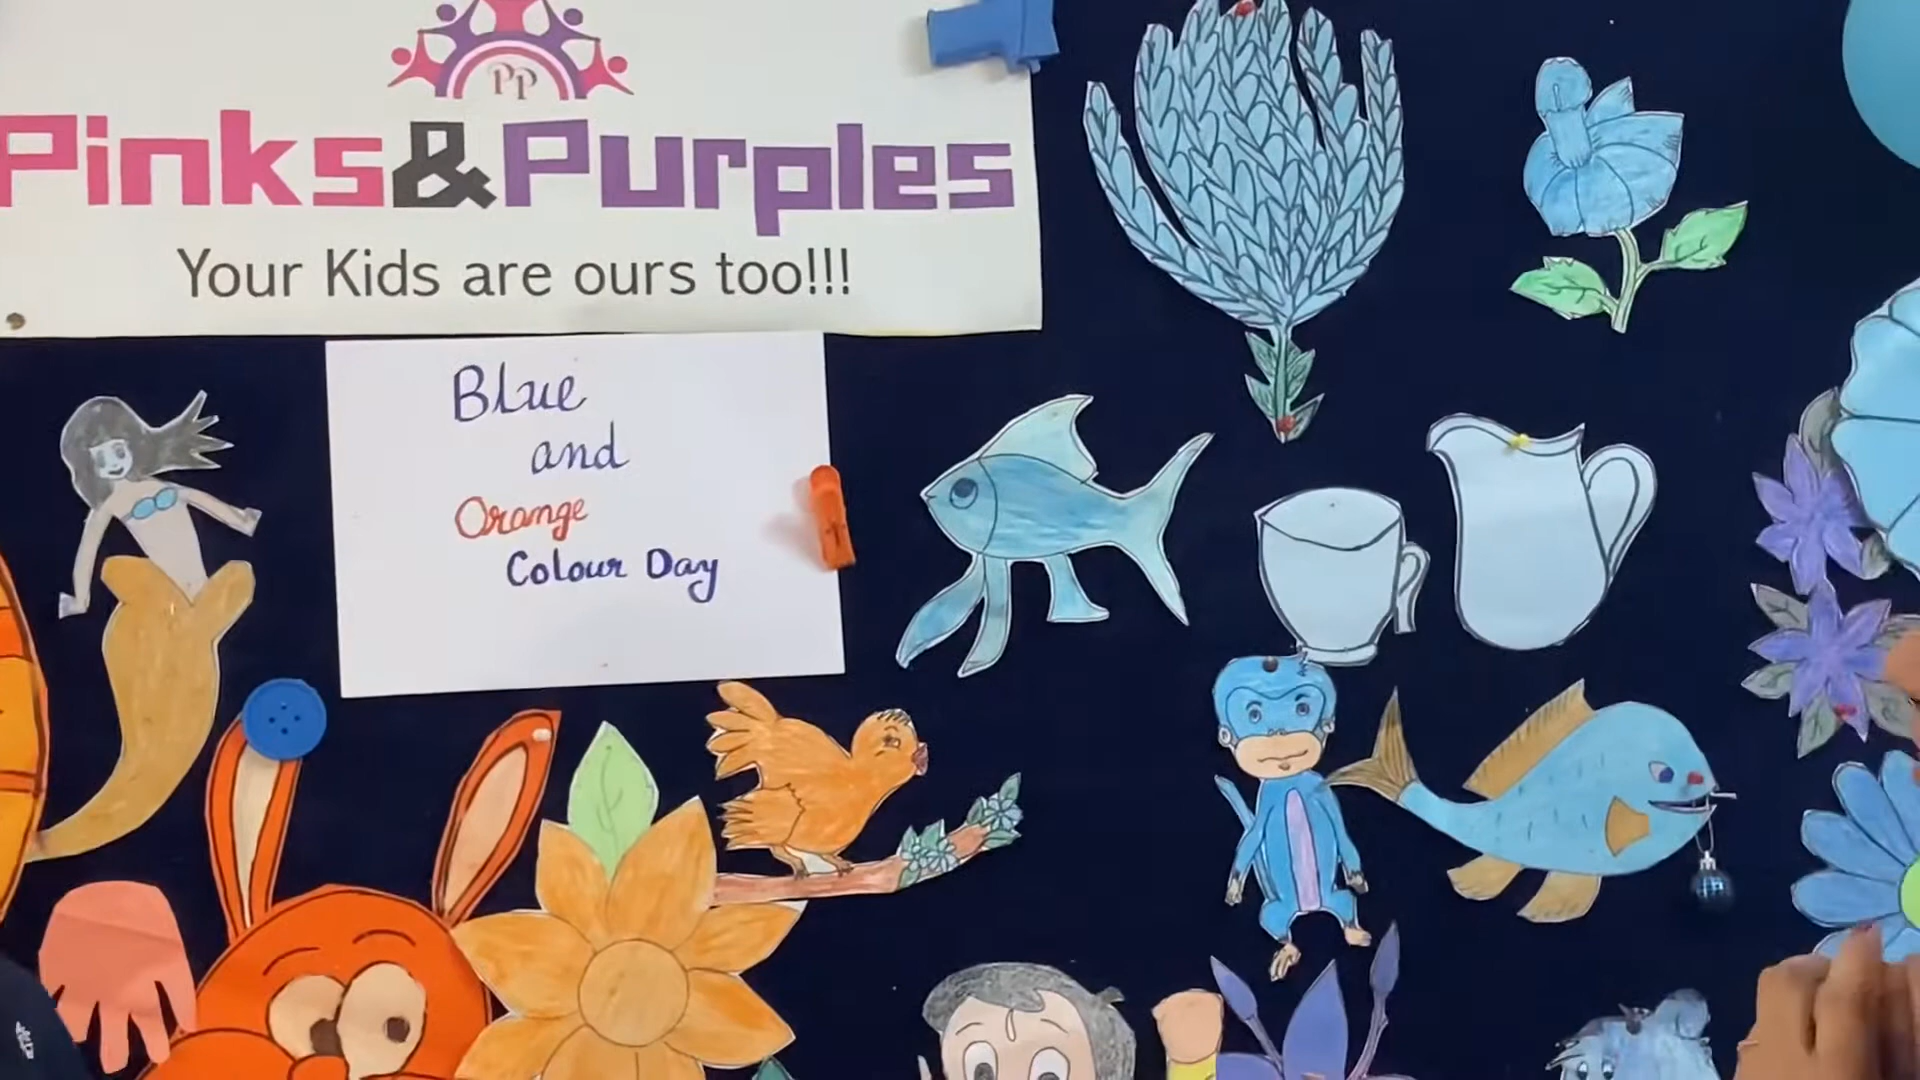 PP
Pinks&Purples
Your Kids are ours too!!!
Blue
and
Orange
Colour Day